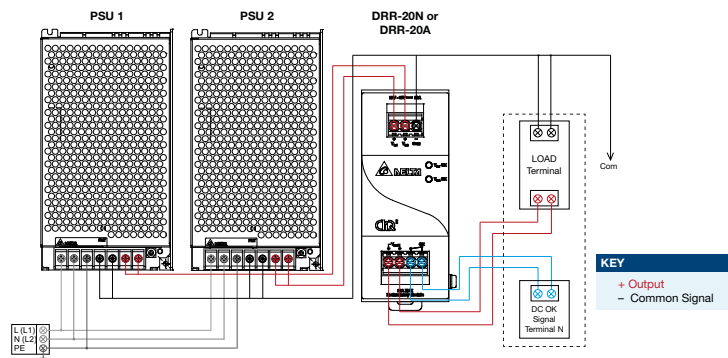 PSU 1
PSU 2
DRR-20N or
DRR-20A
DELTA
LOAD
Terminal
Com
KEY
+ Output
– Common Signal
DC OK
Signal
Terminal N
L (L1)
N (L2)
PE